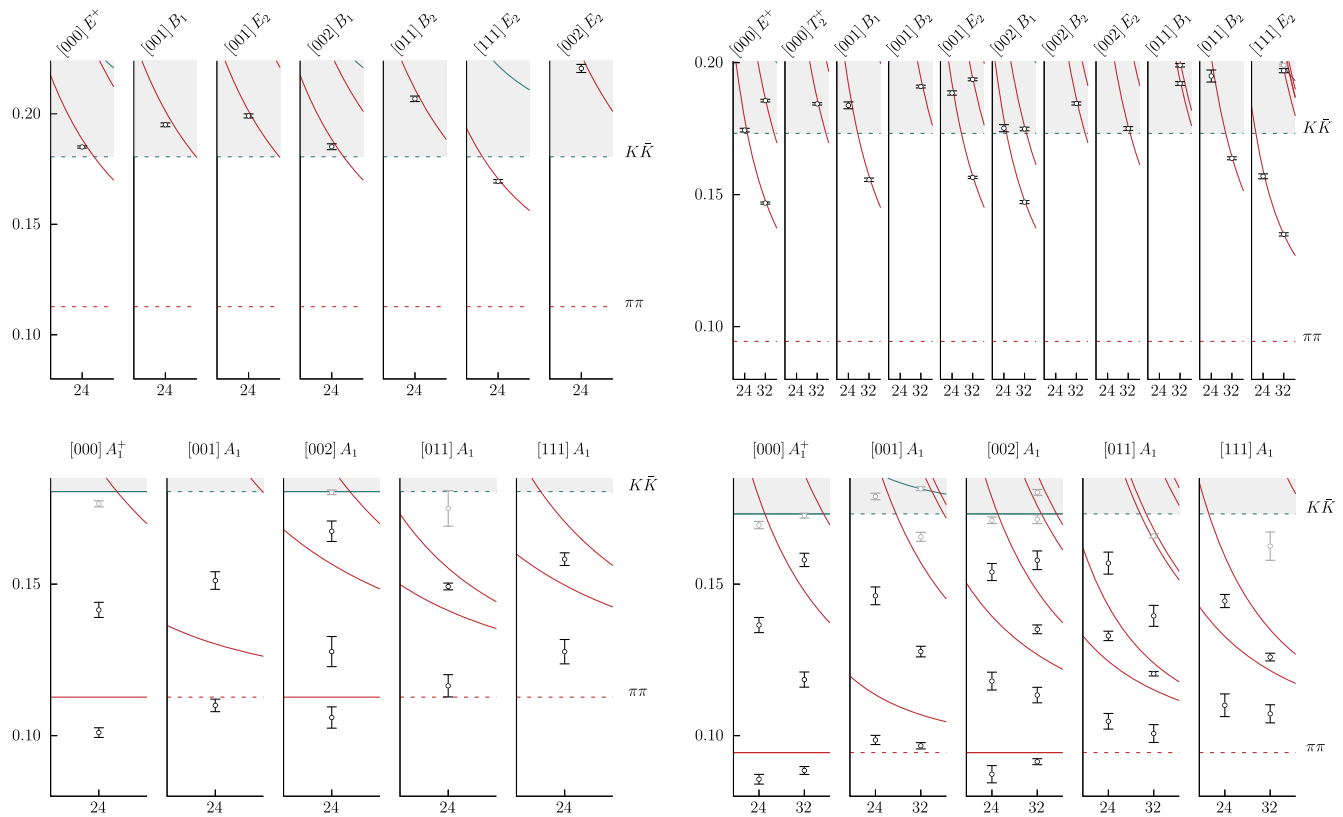 [000] E⁺ [001] B₁ [001] E₂ [002] B₁ [011] B₂ [111] E₂ [002] E₂
0.20
KK̄
0.15
ππ
0.10
24 24 24 24 24 24 24
[000] E⁺ [000] T₂⁺ [001] B₁ [001] B₂ [001] E₂ [002] B₁ [002] B₂ [002] E₂ [011] B₁ [011] B₂ [111] E₂
0.20
KK̄
0.15
0.10
ππ
24 32 24 32 24 32 24 32 24 32 24 32 24 32 24 32 24 32 24 32 24 32
[000] A₁⁺ [001] A₁ [002] A₁ [011] A₁ [111] A₁
KK̄
0.15
ππ
0.10
24 24 24 24 24
[000] A₁⁺ [001] A₁ [002] A₁ [011] A₁ [111] A₁
KK̄
0.15
ππ
0.10
24 32 24 32 24 32 24 32 24 32